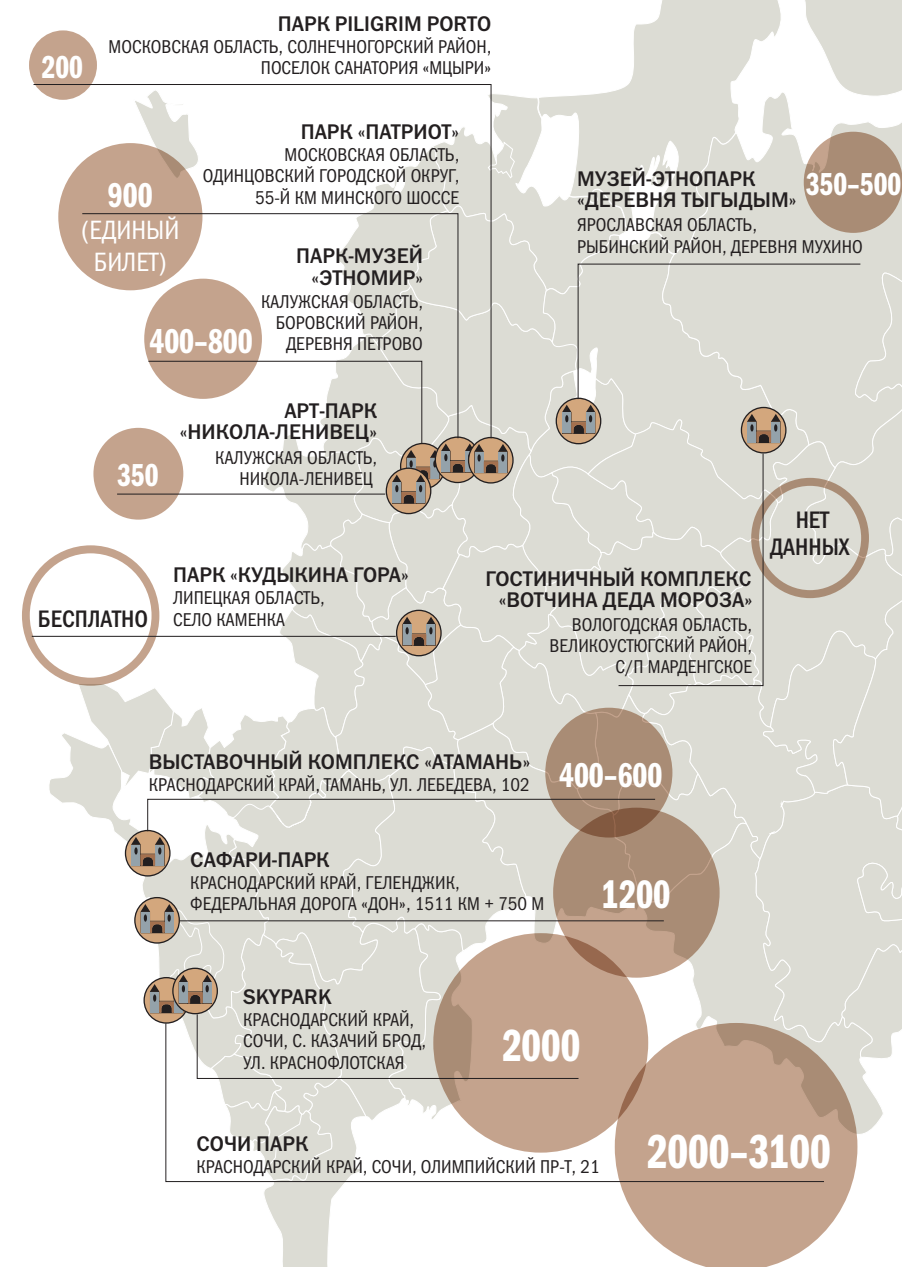 ПАРК PILIGRIM PORTO
МОСКОВСКАЯ ОБЛАСТЬ, СОЛНЕЧНОГОРСКИЙ РАЙОН,
ПОСЕЛОК САНАТОРИЯ «МЦЫРИ»
200
ПАРК «ПАТРИОТ»
МОСКОВСКАЯ ОБЛАСТЬ,
ОДИНЦОВСКИЙ ГОРОДСКОЙ ОКРУГ,
55-Й КМ МИНСКОГО ШОССЕ
900
(ЕДИНЫЙ
БИЛЕТ)
МУЗЕЙ-ЭТНОПАРК
«ДЕРЕВНЯ ТЫГЫДЫМ»
ЯРОСЛАВСКАЯ ОБЛАСТЬ,
РЫБИНСКИЙ РАЙОН, ДЕРЕВНЯ МУХИНО
350–500
ПАРК-МУЗЕЙ
«ЭТНОМИР»
КАЛУЖСКАЯ ОБЛАСТЬ,
БОРОВСКИЙ РАЙОН,
ДЕРЕВНЯ ПЕТРОВО
400–800
АРТ-ПАРК
«НИКОЛА-ЛЕНИВЕЦ»
КАЛУЖСКАЯ ОБЛАСТЬ,
НИКОЛА-ЛЕНИВЕЦ
350
НЕТ
ДАННЫХ
ПАРК «КУДЫКИНА ГОРА»
ЛИПЕЦКАЯ ОБЛАСТЬ,
СЕЛО КАМЕНКА
БЕСПЛАТНО
ГОСТИНИЧНЫЙ КОМПЛЕКС
«ВОТЧИНА ДЕДА МОРОЗА»
ВОЛОГОДСКАЯ ОБЛАСТЬ,
ВЕЛИКОУСТЮГСКИЙ РАЙОН,
С/П МАРДЕНГСКОЕ
ВЫСТАВОЧНЫЙ КОМПЛЕКС «АТАМАНЬ»
КРАСНОДАРСКИЙ КРАЙ, ТАМАНЬ, УЛ. ЛЕБЕДЕВА, 102
400–600
САФАРИ-ПАРК
КРАСНОДАРСКИЙ КРАЙ, ГЕЛЕНДЖИК,
ФЕДЕРАЛЬНАЯ ДОРОГА «ДОН», 1511 КМ + 750 М
1200
SKYPARK
КРАСНОДАРСКИЙ КРАЙ,
СОЧИ, С. КАЗАЧИЙ БРОД,
УЛ. КРАСНОФЛОТСКАЯ
2000
СОЧИ ПАРК
КРАСНОДАРСКИЙ КРАЙ, СОЧИ, ОЛИМПИЙСКИЙ ПР-Т, 21
2000–3100